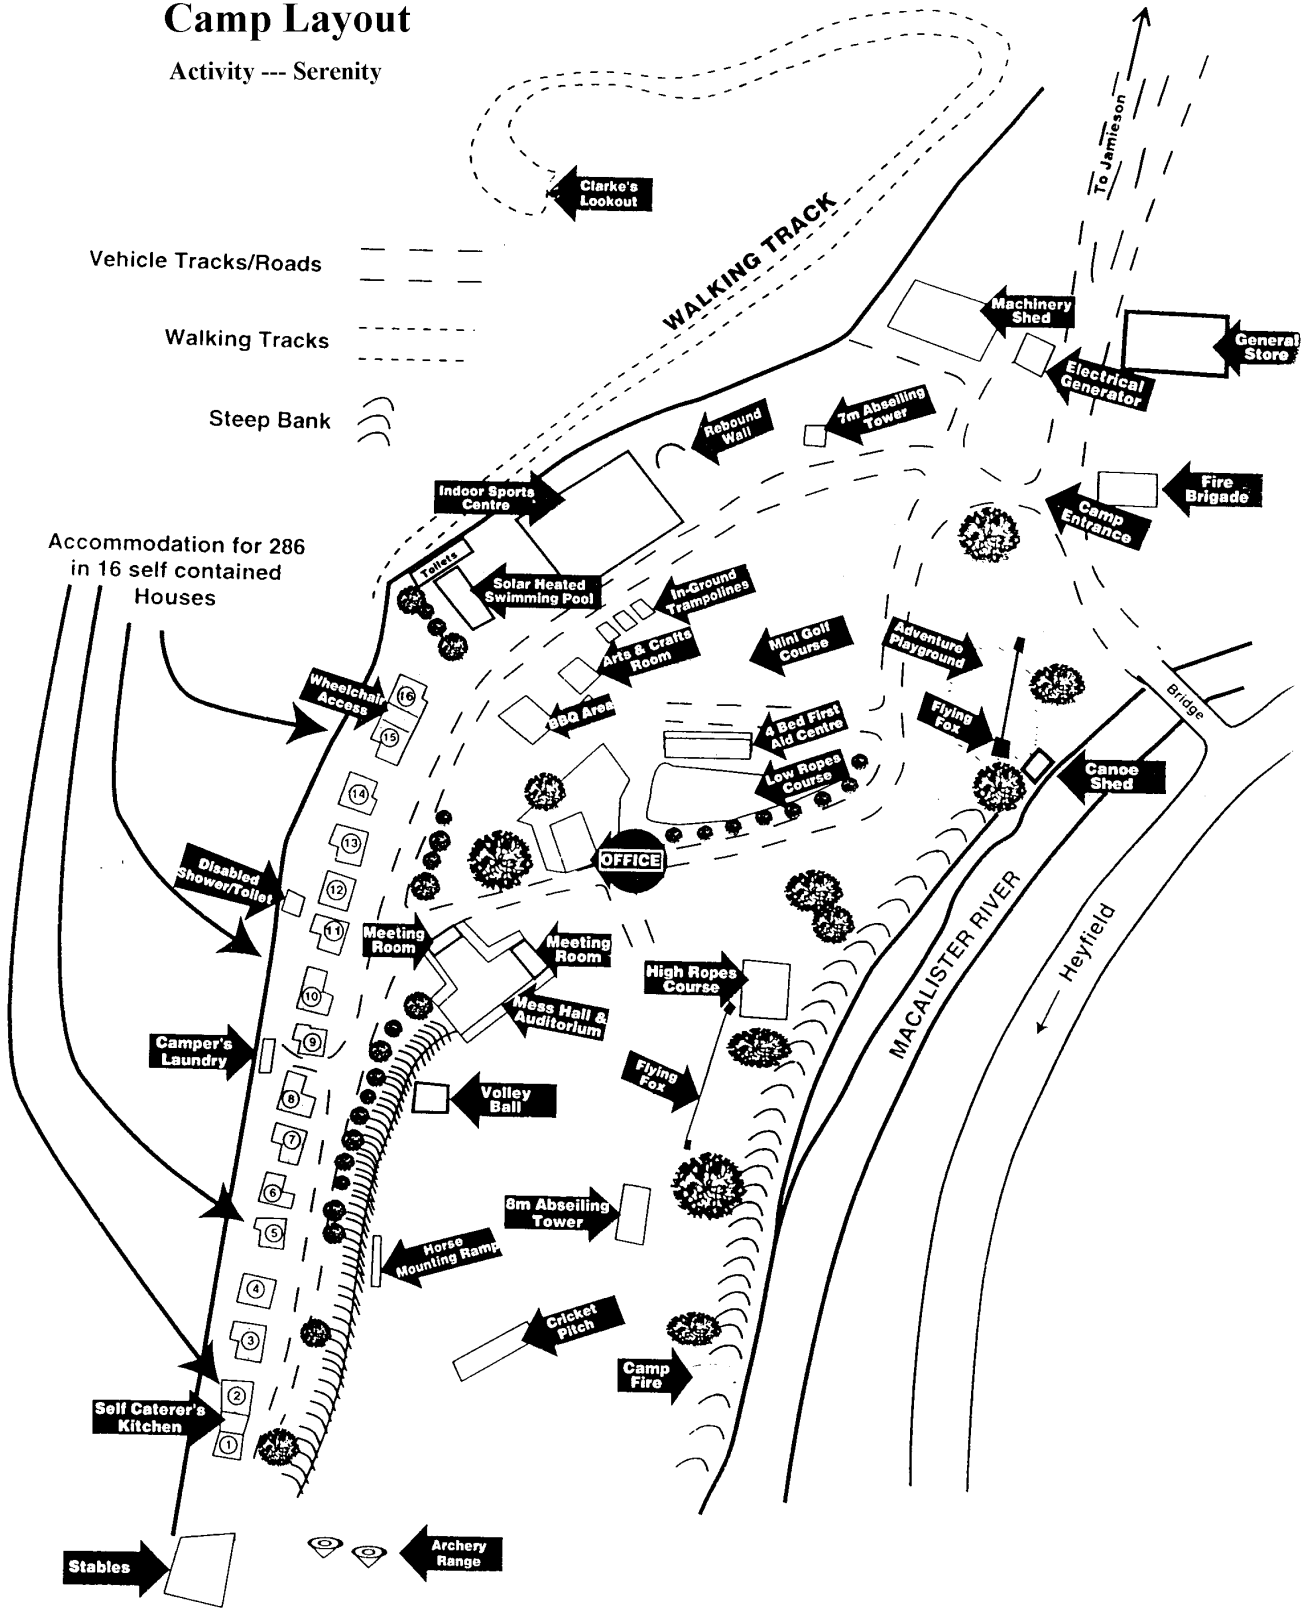 Camp Layout
Activity --- Serenity
To Jamieson
Clarke's
Lookout
WALKING TRACK
Vehicle Tracks/Roads
Walking Tracks
Steep Bank
Machinery
Shed
General
Store
Electrical
Generator
7m Abseiling
Tower
Rebound
Wall
Indoor Sports
Centre
Fire
Brigade
Camp
Entrance
Accommodation for 286
in 16 self contained
Houses
Toilets
Solar Heated
Swimming Pool
In-Ground
Trampolines
Arts & Crafts
Room
Mini Golf
Course
Adventure
Playground
Wheelchair
Access
16
15
BBQ Area
4 Bed First
Aid Centre
Flying
Fox
Bridge
Low Ropes
Course
Canoe
Shed
14
13
OFFICE
Disabled
Shower/Toilet
12
11
Meeting
Room
Meeting
Room
High Ropes
Course
MACALISTER RIVER
Heyfield
10
Mess Hall &
Auditorium
Camper's
Laundry
9
Flying
Fox
8
Volley
Ball
7
6
5
8m Abseiling
Tower
Horse
Mounting Ramp
4
3
Cricket
Pitch
Camp
Fire
2
Self Caterer's
Kitchen
1
Stables
Archery
Range